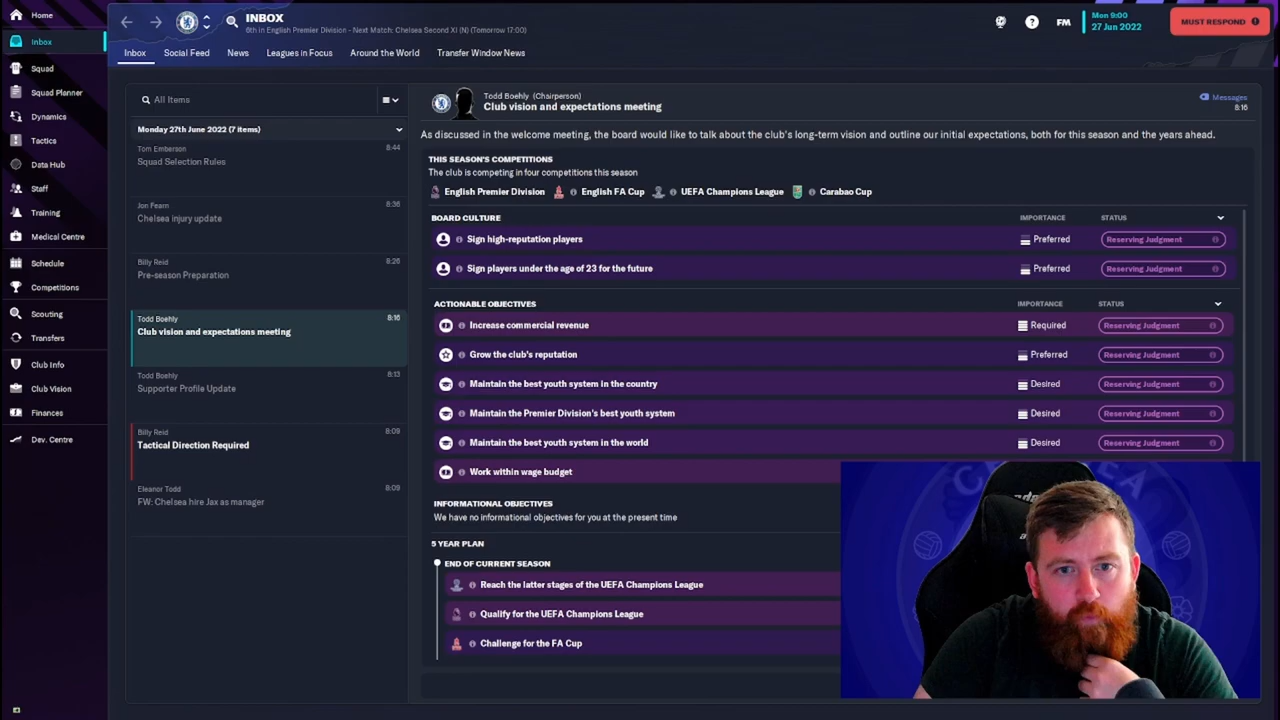 Home
Inbox
Squad
Squad Planner
Dynamics
Tactics
Data Hub
Staff
Training
Medical Centre
Schedule
Competitions
Scouting
Transfers
Club Info
Club Vision
Finances
Dev. Centre
INBOX
6th in English Premier Division - Next Match: Chelsea Second XI (N) (Tomorrow 17:00)
FM
Mon 9:00
27 Jun 2022
MUST RESPOND
Inbox Social Feed News Leagues in Focus Around the World Transfer Window News
All Items
Monday 27th June 2022 (7 items)
Tom Emberson 8:44
Squad Selection Rules
Jon Fearn 8:36
Chelsea injury update
Billy Reid 8:26
Pre-season Preparation
Todd Boehly 8:16
Club vision and expectations meeting
Todd Boehly 8:13
Supporter Profile Update
Billy Reid 8:09
Tactical Direction Required
Eleanor Todd 8:09
FW: Chelsea hire Jax as manager
Todd Boehly (Chairperson)
Club vision and expectations meeting
Messages
8:16
As discussed in the welcome meeting, the board would like to talk about the club's long-term vision and outline our initial expectations, both for this season and the years ahead.
THIS SEASON'S COMPETITIONS
The club is competing in four competitions this season
English Premier Division English FA Cup UEFA Champions League Carabao Cup
BOARD CULTURE IMPORTANCE STATUS
Sign high-reputation players Preferred Reserving Judgment
Sign players under the age of 23 for the future Preferred Reserving Judgment
ACTIONABLE OBJECTIVES IMPORTANCE STATUS
Increase commercial revenue Required Reserving Judgment
Grow the club's reputation Preferred Reserving Judgment
Maintain the best youth system in the country Desired Reserving Judgment
Maintain the Premier Division's best youth system Desired Reserving Judgment
Maintain the best youth system in the world Desired Reserving Judgment
Work within wage budget
INFORMATIONAL OBJECTIVES
We have no informational objectives for you at the present time
5 YEAR PLAN
END OF CURRENT SEASON
Reach the latter stages of the UEFA Champions League
Qualify for the UEFA Champions League
Challenge for the FA Cup